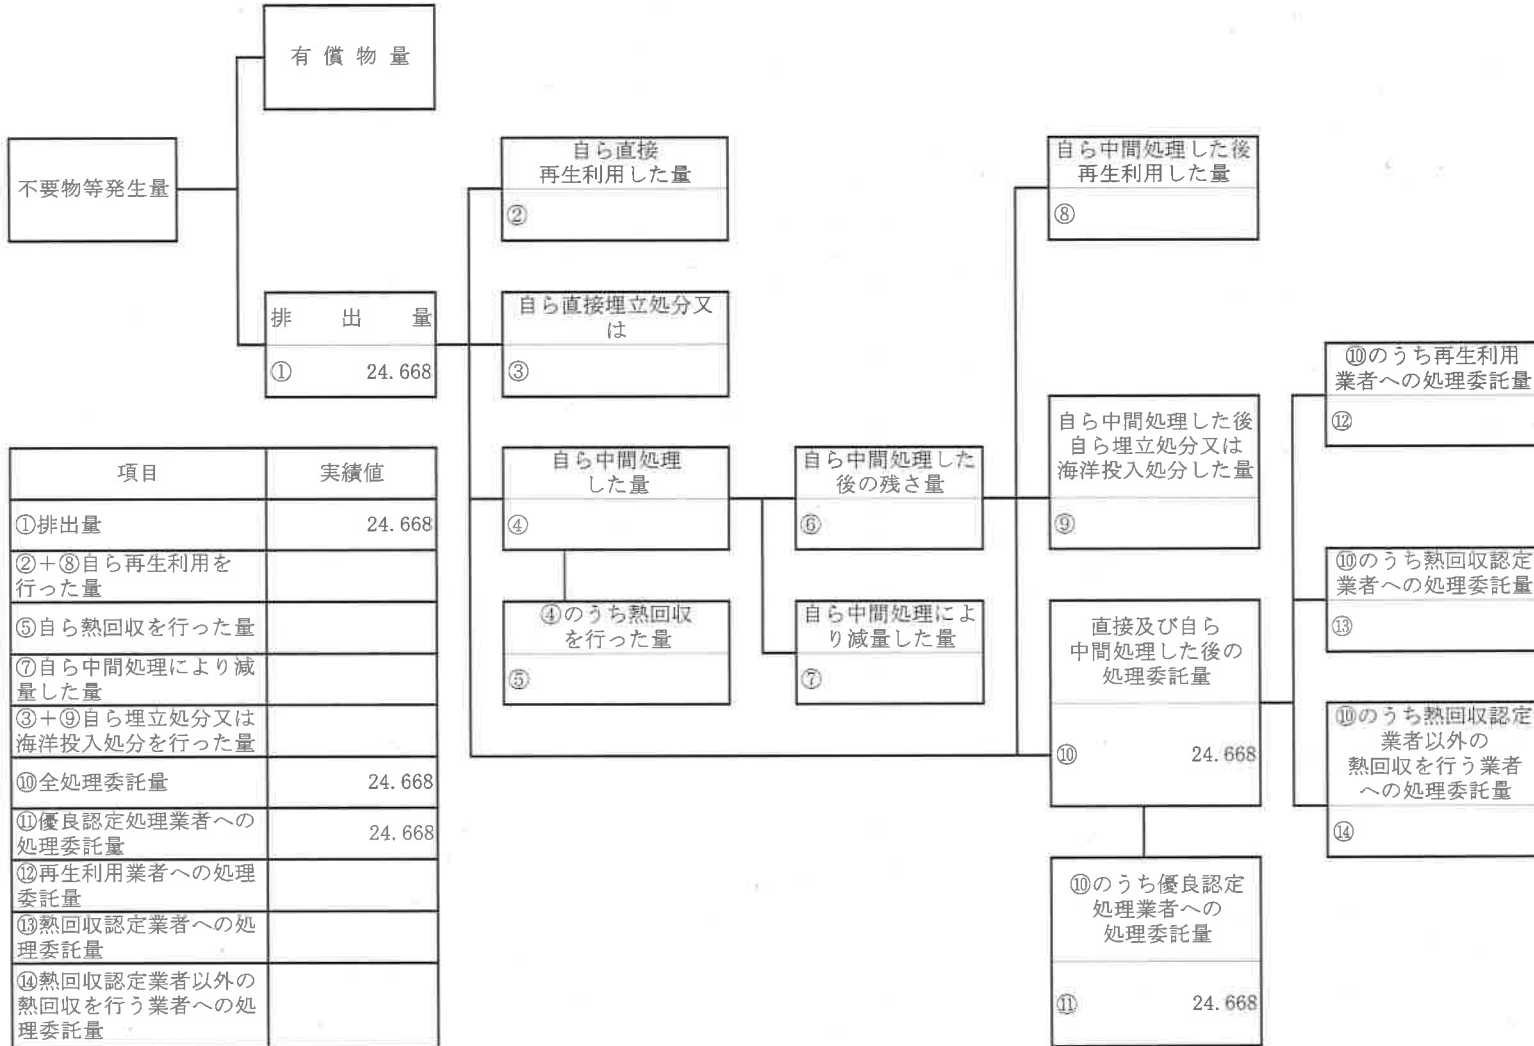 有償物量
不要物等発生量
排出量
① 24.668
自ら直接
再生利用した量
②
自ら直接埋立処分又
は
③
自ら中間処理
した量
④
④のうち熱回収
を行った量
⑤
自ら中間処理した
後の残さ量
⑥
自ら中間処理によ
り減量した量
⑦
自ら中間処理した後
再生利用した量
⑧
自ら中間処理した後
自ら埋立処分又は
海洋投入処分した量
⑨
直接及び自ら
中間処理した後の
処理委託量
⑩ 24.668
⑩のうち優良認定
処理業者への
処理委託量
⑪ 24.668
⑩のうち再生利用
業者への処理委託量
⑫
⑩のうち熱回収認定
業者への処理委託量
⑬
⑩のうち熱回収認定
業者以外の
熱回収を行う業者
への処理委託量
⑭
項目 実績値
①排出量 24.668
②+⑧自ら再生利用を
行った量
⑤自ら熱回収を行った量
⑦自ら中間処理により減
量した量
③+⑨自ら埋立処分又は
海洋投入処分を行った量
⑩全処理委託量 24.668
⑪優良認定処理業者への
処理委託量 24.668
⑫再生利用業者への処理
委託量
⑬熱回収認定業者への処
理委託量
⑭熱回収認定業者以外の
熱回収を行う業者への処
理委託量